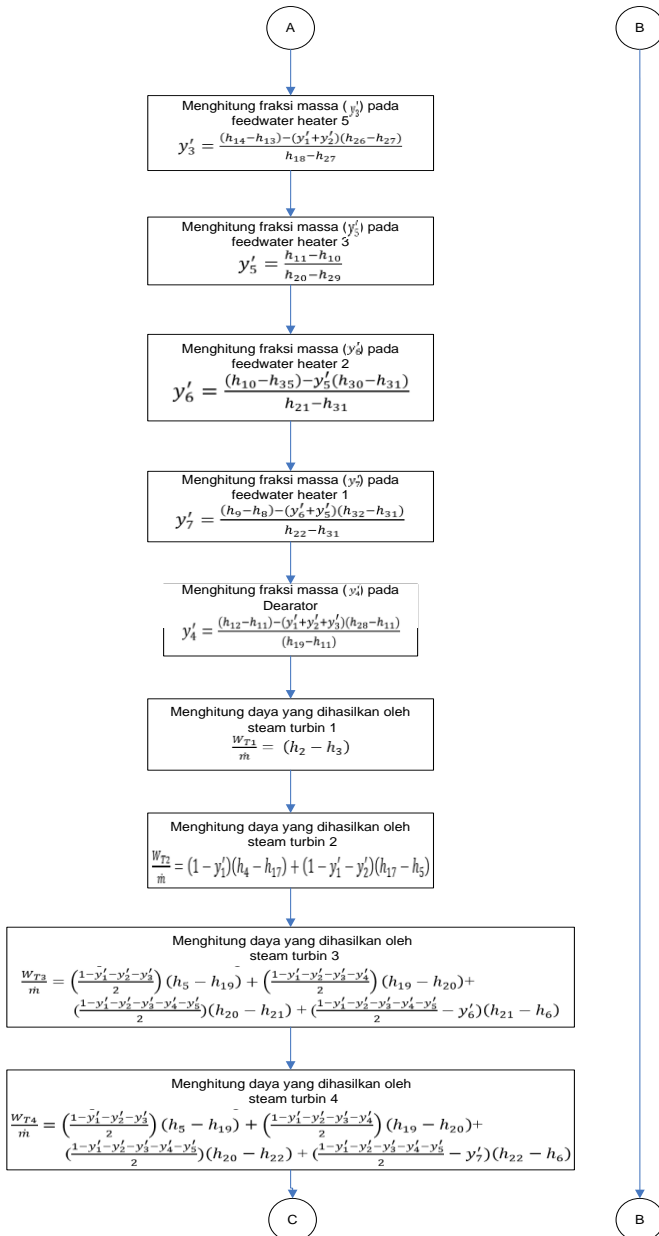 A
B
Menghitung fraksi massa (y′₃) pada
feedwater heater 5
y′₃ = ((h₁₄−h₁₃)−(y′₁+y′₂)(h₂₆−h₂₇))/(h₁₈−h₂₇)
Menghitung fraksi massa (y′₅) pada
feedwater heater 3
y′₅ = (h₁₁−h₁₀)/(h₂₀−h₂₉)
Menghitung fraksi massa (y′₆) pada
feedwater heater 2
y′₆ = ((h₁₀−h₃₅)−y′₅(h₃₀−h₃₁))/(h₂₁−h₃₁)
Menghitung fraksi massa (y′₇) pada
feedwater heater 1
y′₇ = ((h₉−h₈)−(y′₆+y′₅)(h₃₂−h₃₁))/(h₂₂−h₃₁)
Menghitung fraksi massa (y′₄) pada
Dearator
y′₄ = ((h₁₂−h₁₁)−(y′₁+y′₂+y′₃)(h₂₈−h₁₁))/(h₁₉−h₁₁)
Menghitung daya yang dihasilkan oleh
steam turbin 1
W_T1/ṁ = (h₂ − h₃)
Menghitung daya yang dihasilkan oleh
steam turbin 2
W_T2/ṁ = (1 − y′₁)(h₄ − h₁₇) + (1 − y′₁ − y′₂)(h₁₇ − h₅)
Menghitung daya yang dihasilkan oleh
steam turbin 3
W_T3/ṁ = ((1−y′₁−y′₂−y′₃)/2) (h₅ − h₁₉) + ((1−y′₁−y′₂−y′₃−y′₄)/2) (h₁₉ − h₂₀)+
((1−y′₁−y′₂−y′₃−y′₄−y′₅)/2)(h₂₀ − h₂₁) + ((1−y′₁−y′₂−y′₃−y′₄−y′₅)/2 − y′₆)(h₂₁ − h₆)
Menghitung daya yang dihasilkan oleh
steam turbin 4
W_T4/ṁ = ((1−y′₁−y′₂−y′₃)/2) (h₅ − h₁₉) + ((1−y′₁−y′₂−y′₃−y′₄)/2) (h₁₉ − h₂₀)+
((1−y′₁−y′₂−y′₃−y′₄−y′₅)/2)(h₂₀ − h₂₂) + ((1−y′₁−y′₂−y′₃−y′₄−y′₅)/2 − y′₇)(h₂₂ − h₆)
C
B